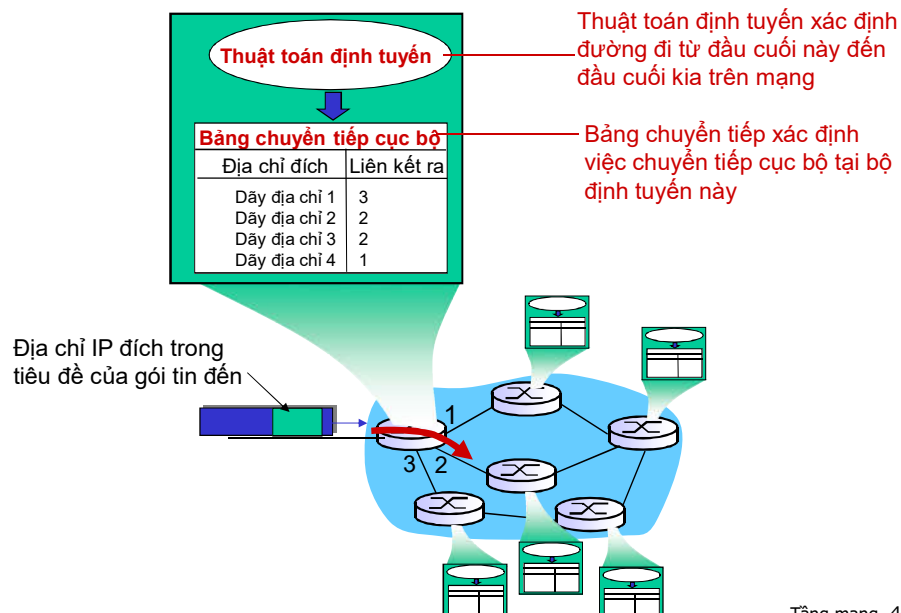 Thuật toán định tuyến
Thuật toán định tuyến xác định
đường đi từ đầu cuối này đến
đầu cuối kia trên mạng
Bảng chuyển tiếp cục bộ
Địa chỉ đích Liên kết ra
Dãy địa chỉ 1 3
Dãy địa chỉ 2 2
Dãy địa chỉ 3 2
Dãy địa chỉ 4 1
Bảng chuyển tiếp xác định
việc chuyển tiếp cục bộ tại bộ
định tuyến này
Địa chỉ IP đích trong
tiêu đề của gói tin đến
1
3 2
Tầng mạng 4